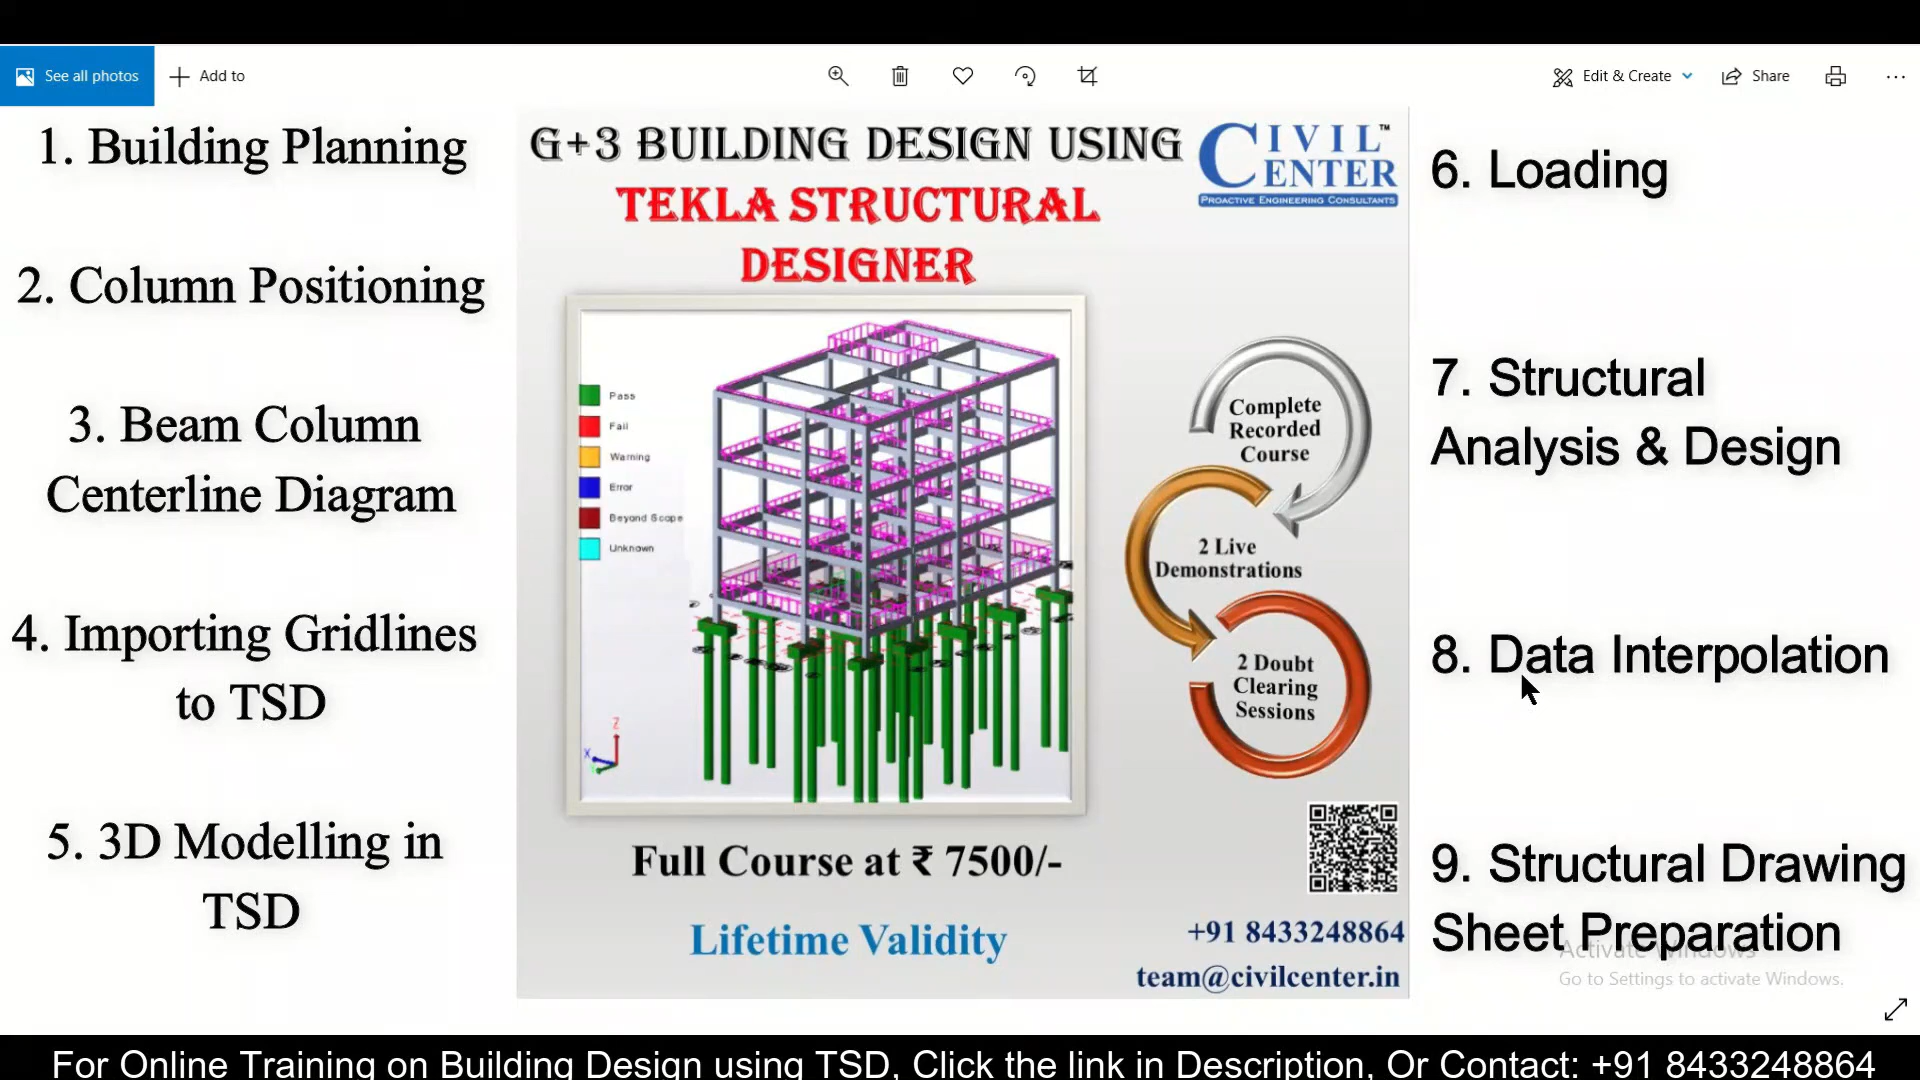 See all photos
Add to
Edit & Create
Share
1. Building Planning
2. Column Positioning
3. Beam Column
Centerline Diagram
4. Importing Gridlines
to TSD
5. 3D Modelling in
TSD
G+3 BUILDING DESIGN USING
TEKLA STRUCTURAL
DESIGNER
CIVIL™
CENTER
PROACTIVE ENGINEERING CONSULTANTS
Pass
Fail
Warning
Error
Beyond Scope
Unknown
Z
X
Complete
Recorded
Course
2 Live
Demonstrations
2 Doubt
Clearing
Sessions
Full Course at ₹ 7500/-
Lifetime Validity
+91 8433248864
team@civilcenter.in
6. Loading
7. Structural
Analysis & Design
8. Data Interpolation
9. Structural Drawing
Sheet Preparation
Activate Windows
Go to Settings to activate Windows.
For Online Training on Building Design using TSD, Click the link in Description, Or Contact: +91 8433248864